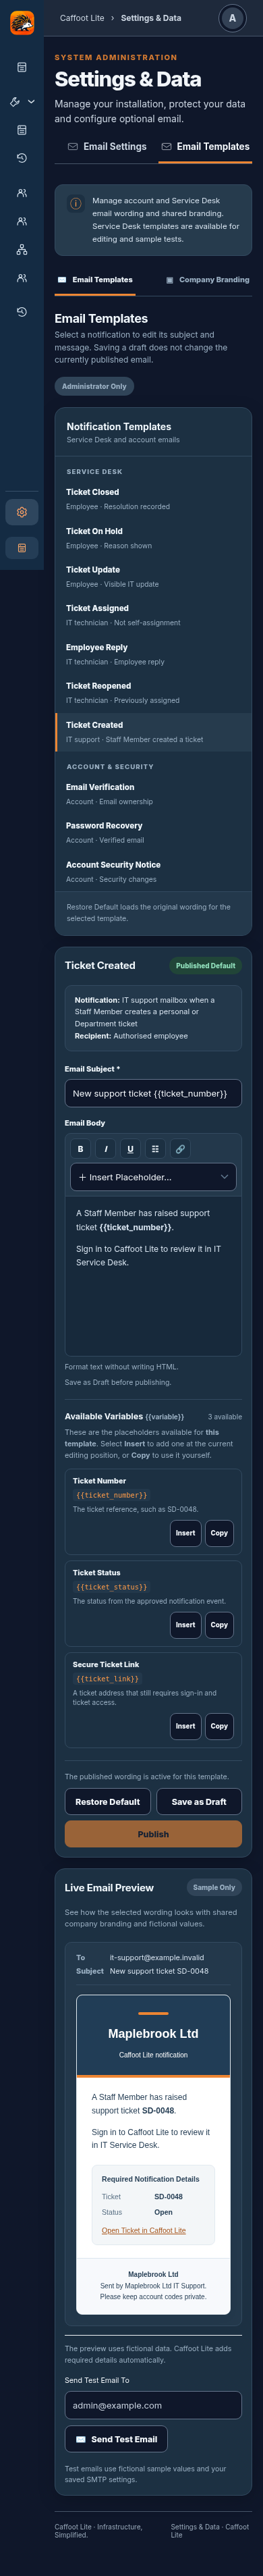 Caffoot Lite › Settings & Data
A
SYSTEM ADMINISTRATION
Settings & Data
Manage your installation, protect your data
and configure optional email.
Email Settings
Email Templates
Manage account and Service Desk
email wording and shared branding.
Service Desk templates are available for
editing and sample tests.
Email Templates
Company Branding
Email Templates
Select a notification to edit its subject and
message. Saving a draft does not change the
currently published email.
Administrator Only
Notification Templates
Service Desk and account emails
SERVICE DESK
Ticket Closed
Employee · Resolution recorded
Ticket On Hold
Employee · Reason shown
Ticket Update
Employee · Visible IT update
Ticket Assigned
IT technician · Not self-assignment
Employee Reply
IT technician · Employee reply
Ticket Reopened
IT technician · Previously assigned
Ticket Created
IT support · Staff Member created a ticket
ACCOUNT & SECURITY
Email Verification
Account · Email ownership
Password Recovery
Account · Verified email
Account Security Notice
Account · Security changes
Restore Default loads the original wording for the
selected template.
Ticket Created
Published Default
Notification: IT support mailbox when a
Staff Member creates a personal or
Department ticket
Recipient: Authorised employee
Email Subject *
New support ticket {{ticket_number}}
Email Body
B I U
+ Insert Placeholder...
A Staff Member has raised support
ticket {{ticket_number}}.
Sign in to Caffoot Lite to review it in IT
Service Desk.
Format text without writing HTML.
Save as Draft before publishing.
Available Variables {{variable}}
3 available
These are the placeholders available for this
template. Select Insert to add one at the current
editing position, or Copy to use it yourself.
Ticket Number
{{ticket_number}}
The ticket reference, such as SD-0048.
Insert Copy
Ticket Status
{{ticket_status}}
The status from the approved notification event.
Insert Copy
Secure Ticket Link
{{ticket_link}}
A ticket address that still requires sign-in and
ticket access.
Insert Copy
The published wording is active for this template.
Restore Default
Save as Draft
Publish
Live Email Preview
Sample Only
See how the selected wording looks with shared
company branding and fictional values.
To it-support@example.invalid
Subject New support ticket SD-0048
Maplebrook Ltd
Caffoot Lite notification
A Staff Member has raised
support ticket SD-0048.
Sign in to Caffoot Lite to review it
in IT Service Desk.
Required Notification Details
Ticket SD-0048
Status Open
Open Ticket in Caffoot Lite
Maplebrook Ltd
Sent by Maplebrook Ltd IT Support.
Please keep account codes private.
The preview uses fictional data. Caffoot Lite adds
required details automatically.
Send Test Email To
admin@example.com
Send Test Email
Test emails use fictional sample values and your
saved SMTP settings.
Caffoot Lite · Infrastructure,
Simplified.
Settings & Data · Caffoot
Lite